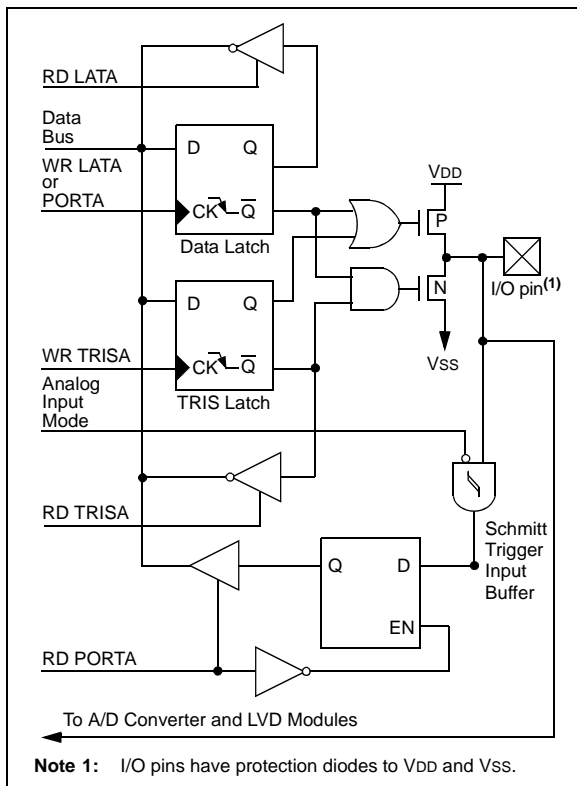 RD LATA
Data
Bus
D Q
WR LATA
or
PORTA
CK Q
Data Latch
VDD
P
N
I/O pin(1)
VSS
D Q
WR TRISA
CK Q
TRIS Latch
Analog
Input
Mode
RD TRISA
Schmitt
Trigger
Input
Buffer
Q D
EN
RD PORTA
To A/D Converter and LVD Modules
Note 1: I/O pins have protection diodes to VDD and VSS.